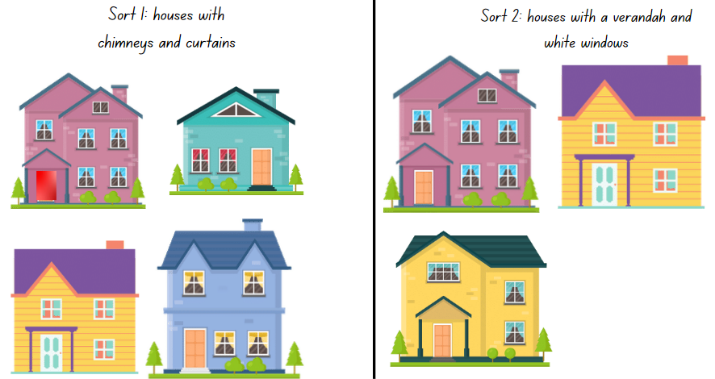 Sort 1: houses with
chimneys and curtains
Sort 2: houses with a verandah and
white windows